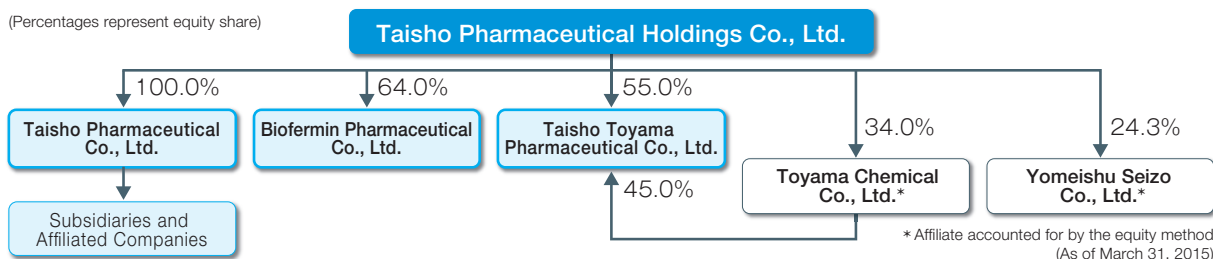 (Percentages represent equity share)
Taisho Pharmaceutical Holdings Co., Ltd.
100.0%
64.0%
55.0%
34.0%
24.3%
Taisho Pharmaceutical
Co., Ltd.
Biofermin Pharmaceutical
Co., Ltd.
Taisho Toyama
Pharmaceutical Co., Ltd.
Toyama Chemical
Co., Ltd.*
Yomeishu Seizo
Co., Ltd.*
45.0%
Subsidiaries and
Affiliated Companies
* Affiliate accounted for by the equity method
(As of March 31, 2015)